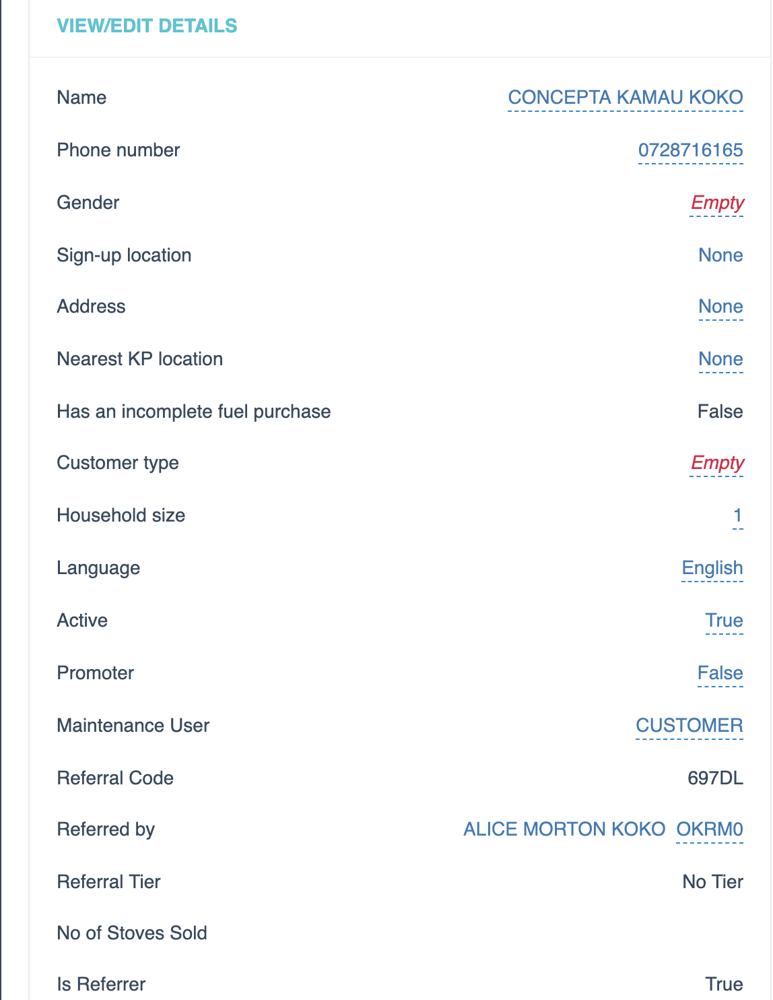 VIEW/EDIT DETAILS
Name CONCEPTA KAMAU KOKO
Phone number 0728716165
Gender Empty
Sign-up location None
Address None
Nearest KP location None
Has an incomplete fuel purchase False
Customer type Empty
Household size 1
Language English
Active True
Promoter False
Maintenance User CUSTOMER
Referral Code 697DL
Referred by ALICE MORTON KOKO OKRM0
Referral Tier No Tier
No of Stoves Sold
Is Referrer True